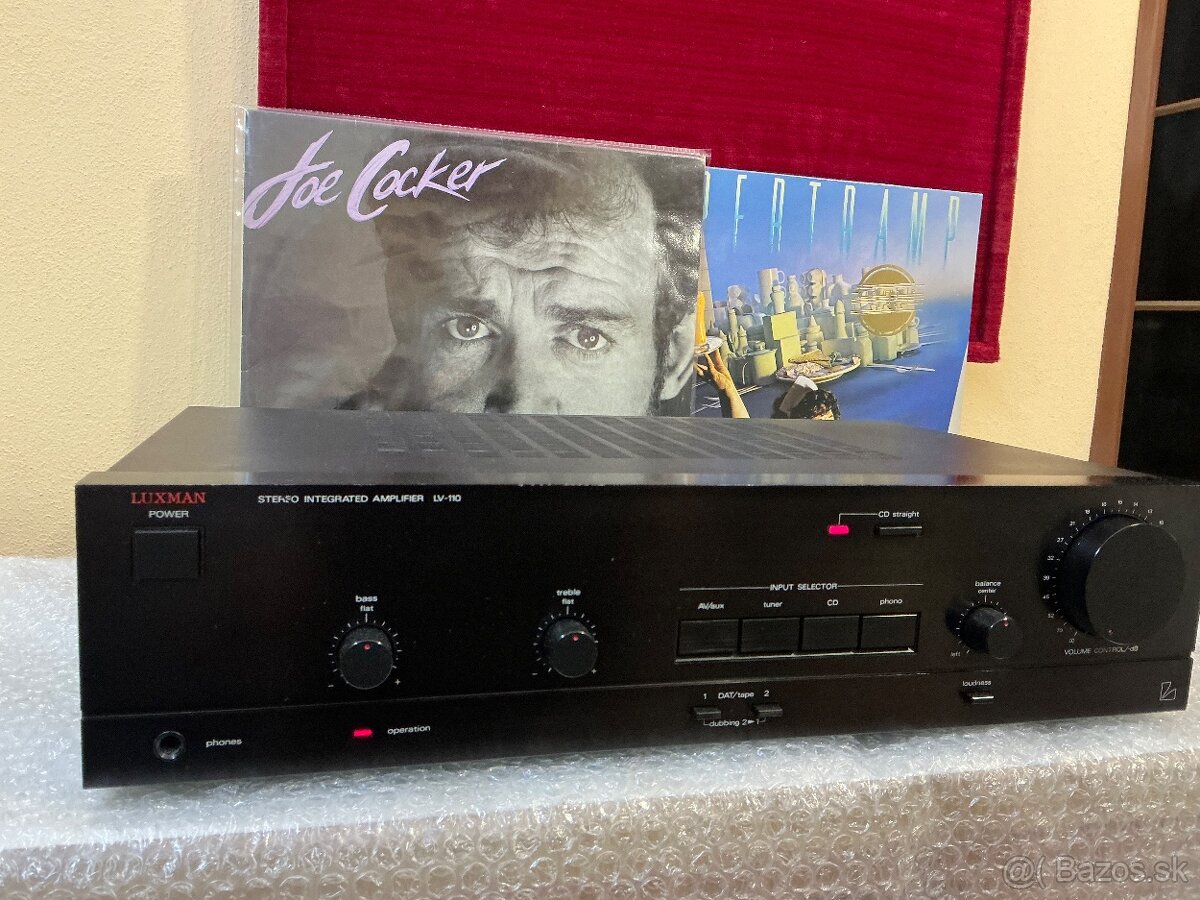 Joe Cocker
ERTRAMP
LUXMAN
POWER
STEREO INTEGRATED AMPLIFIER LV-110
CD straight
bass
flat
- +
treble
flat
- +
INPUT SELECTOR
AV/aux tuner CD phono
balance
center
left
VOLUME CONTROL/-dB
1 DAT/tape 2
dubbing 2►1
loudness
phones
operation
@( Bazos.sk